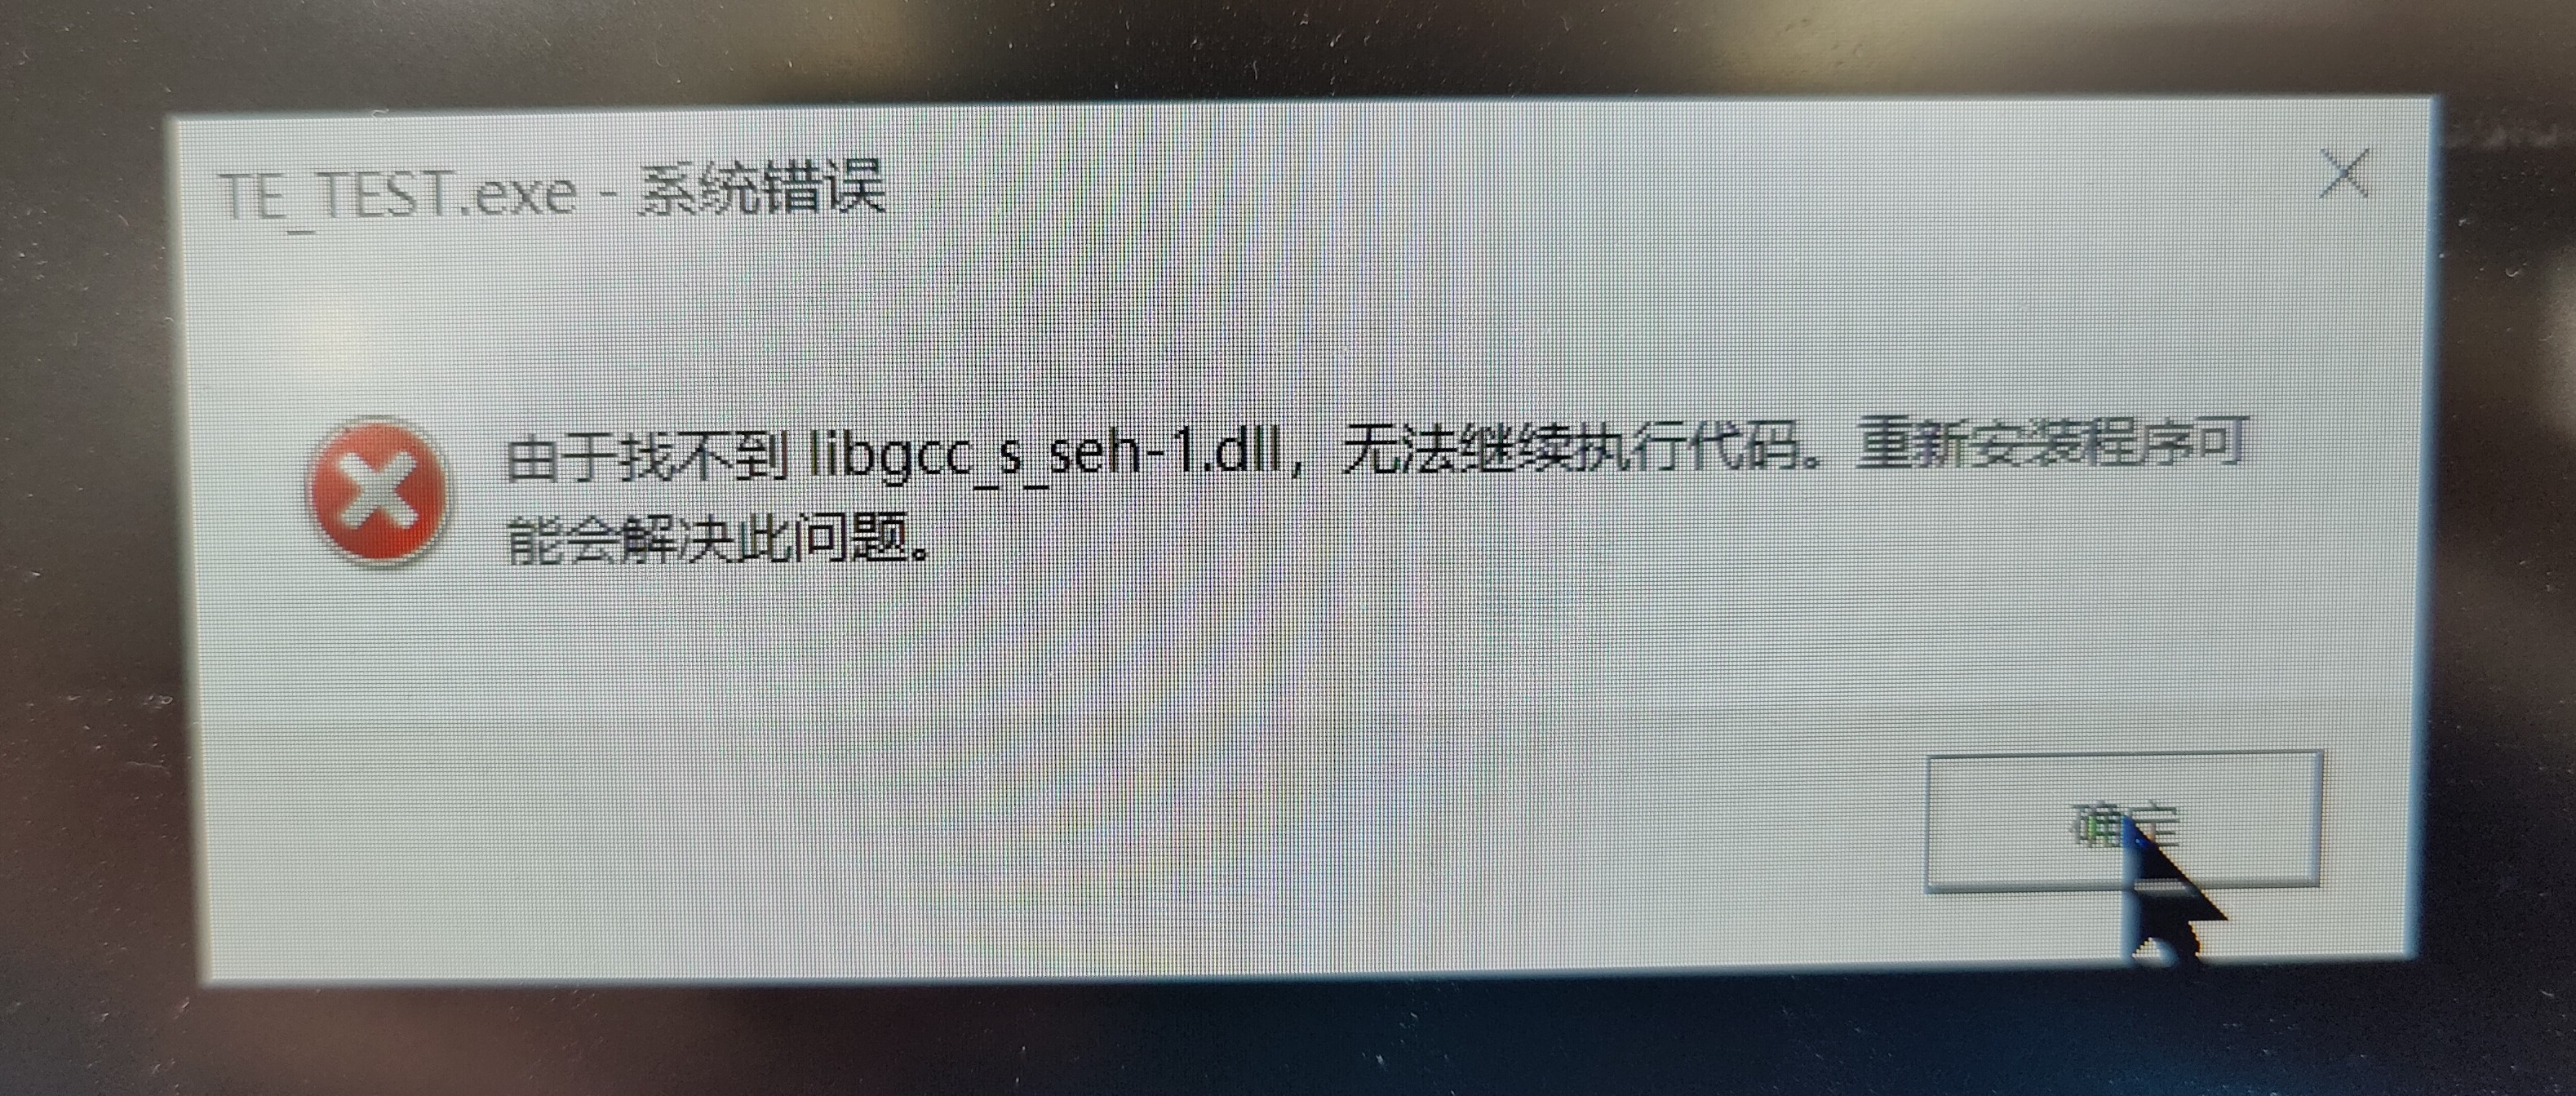 TE_TEST.exe - 系统错误
由于找不到 libgcc_s_seh-1.dll，无法继续执行代码。重新安装程序可
能会解决此问题。
确定